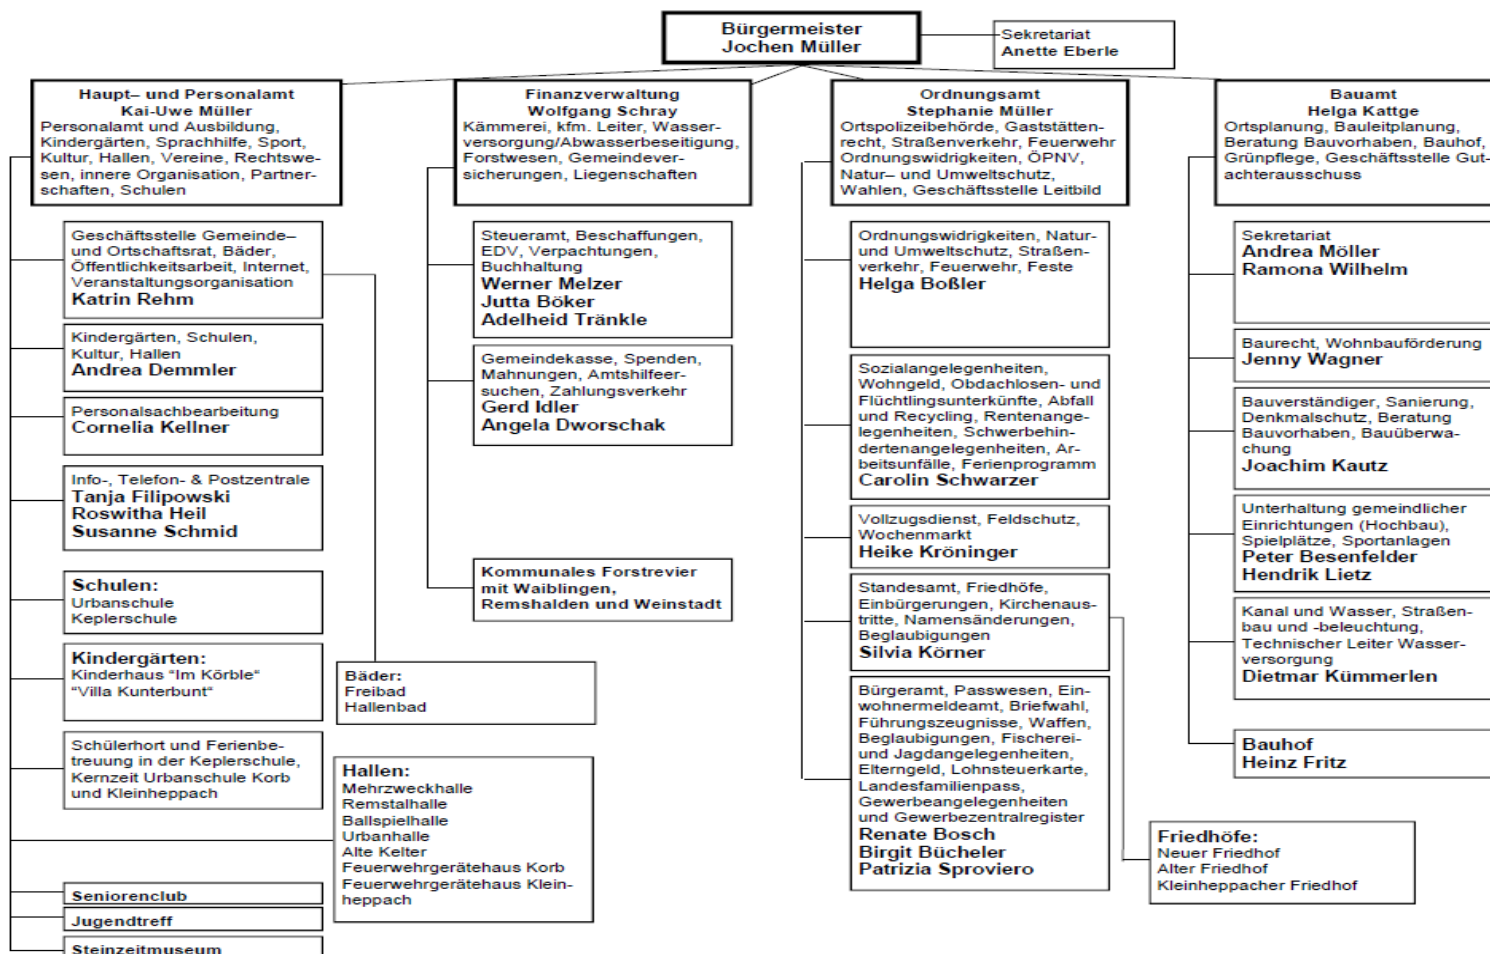 Bürgermeister
Jochen Müller
Sekretariat
Anette Eberle
Haupt– und Personalamt
Kai-Uwe Müller
Personalamt und Ausbildung,
Kindergärten, Sprachhilfe, Sport,
Kultur, Hallen, Vereine, Rechtswe-
sen, innere Organisation, Partner-
schaften, Schulen
Geschäftsstelle Gemeinde–
und Ortschaftsrat, Bäder,
Öffentlichkeitsarbeit, Internet,
Veranstaltungsorganisation
Katrin Rehm
Kindergärten, Schulen,
Kultur, Hallen
Andrea Demmler
Personalsachbearbeitung
Cornelia Kellner
Info-, Telefon- & Postzentrale
Tanja Filipowski
Roswitha Heil
Susanne Schmid
Schulen:
Urbanschule
Keplerschule
Kindergärten:
Kinderhaus "Im Körble"
"Villa Kunterbunt"
Schülerhort und Ferienbe-
treuung in der Keplerschule,
Kernzeit Urbanschule Korb
und Kleinheppach
Seniorenclub
Jugendtreff
Steinzeitmuseum
Bäder:
Freibad
Hallenbad
Hallen:
Mehrzweckhalle
Remstalhalle
Ballspielhalle
Urbanhalle
Alte Kelter
Feuerwehrgerätehaus Korb
Feuerwehrgerätehaus Klein-
heppach
Finanzverwaltung
Wolfgang Schray
Kämmerei, kfm. Leiter, Wasser-
versorgung/Abwasserbeseitigung,
Forstwesen, Gemeindever-
sicherungen, Liegenschaften
Steueramt, Beschaffungen,
EDV, Verpachtungen,
Buchhaltung
Werner Melzer
Jutta Böker
Adelheid Tränkle
Gemeindekasse, Spenden,
Mahnungen, Amtshilfeer-
suchen, Zahlungsverkehr
Gerd Idler
Angela Dworschak
Kommunales Forstrevier
mit Waiblingen,
Remshalden und Weinstadt
Ordnungsamt
Stephanie Müller
Ortspolizeibehörde, Gaststätten-
recht, Straßenverkehr, Feuerwehr
Ordnungswidrigkeiten, ÖPNV,
Natur– und Umweltschutz,
Wahlen, Geschäftsstelle Leitbild
Ordnungswidrigkeiten, Natur-
und Umweltschutz, Straßen-
verkehr, Feuerwehr, Feste
Helga Boßler
Sozialangelegenheiten,
Wohngeld, Obdachlosen- und
Flüchtlingsunterkünfte, Abfall
und Recycling, Rentenange-
legenheiten, Schwerbehin-
dertenangelegenheiten, Ar-
beitsunfälle, Ferienprogramm
Carolin Schwarzer
Vollzugsdienst, Feldschutz,
Wochenmarkt
Heike Kröninger
Standesamt, Friedhöfe,
Einbürgerungen, Kirchenaus-
tritte, Namensänderungen,
Beglaubigungen
Silvia Körner
Bürgeramt, Passwesen, Ein-
wohnermeldeamt, Briefwahl,
Führungszeugnisse, Waffen,
Beglaubigungen, Fischerei-
und Jagdangelegenheiten,
Elterngeld, Lohnsteuerkarte,
Landesfamilienpass,
Gewerbeangelegenheiten
und Gewerbezentralregister
Renate Bosch
Birgit Bücheler
Patrizia Sproviero
Bauamt
Helga Kattge
Ortsplanung, Bauleitplanung,
Beratung Bauvorhaben, Bauhof,
Grünpflege, Geschäftsstelle Gut-
achterausschuss
Sekretariat
Andrea Möller
Ramona Wilhelm
Baurecht, Wohnbauförderung
Jenny Wagner
Bauverständiger, Sanierung,
Denkmalschutz, Beratung
Bauvorhaben, Bauüberwa-
chung
Joachim Kautz
Unterhaltung gemeindlicher
Einrichtungen (Hochbau),
Spielplätze, Sportanlagen
Peter Besenfelder
Hendrik Lietz
Kanal und Wasser, Straßen-
bau und -beleuchtung,
Technischer Leiter Wasser-
versorgung
Dietmar Kümmerlen
Bauhof
Heinz Fritz
Friedhöfe:
Neuer Friedhof
Alter Friedhof
Kleinheppacher Friedhof